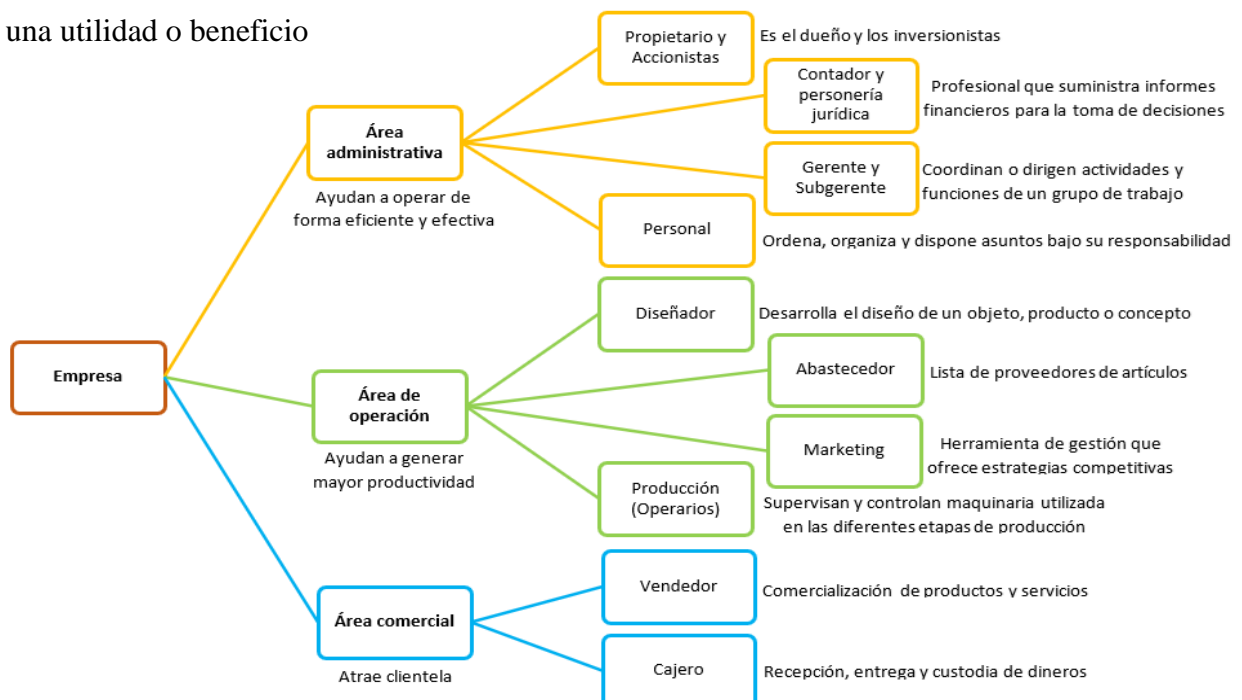 una utilidad o beneficio
Propietario y
Accionistas
Es el dueño y los inversionistas
Contador y
personería
jurídica
Profesional que suministra informes
financieros para la toma de decisiones
Área
administrativa
Ayudan a operar de
forma eficiente y efectiva
Gerente y
Subgerente
Coordinan o dirigen actividades y
funciones de un grupo de trabajo
Personal
Ordena, organiza y dispone asuntos bajo su responsabilidad
Empresa
Diseñador
Desarrolla el diseño de un objeto, producto o concepto
Abastecedor
Lista de proveedores de artículos
Área de
operación
Ayudan a generar
mayor productividad
Marketing
Herramienta de gestión que
ofrece estrategias competitivas
Producción
(Operarios)
Supervisan y controlan maquinaria utilizada
en las diferentes etapas de producción
Vendedor
Comercialización de productos y servicios
Área comercial
Atrae clientela
Cajero
Recepción, entrega y custodia de dineros